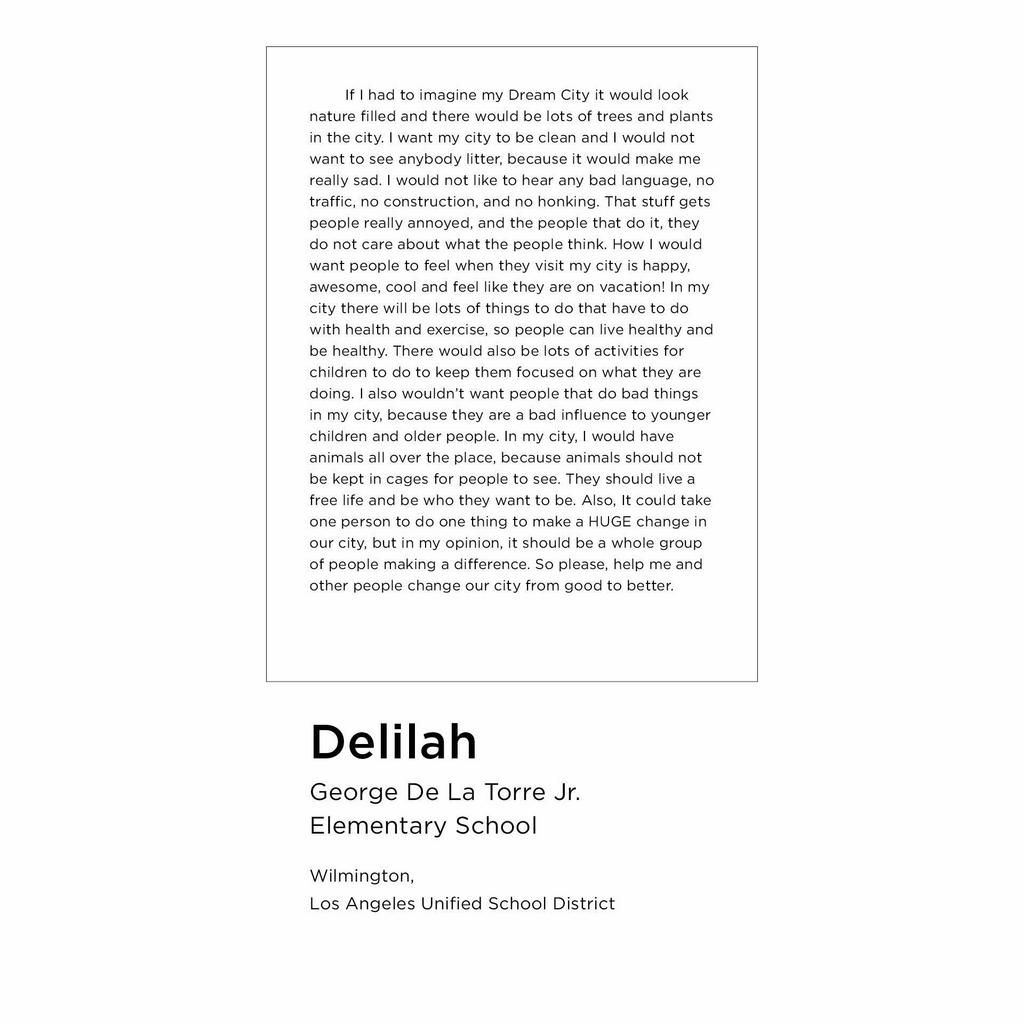 If I had to imagine my Dream City it would look
nature filled and there would be lots of trees and plants
in the city. I want my city to be clean and I would not
want to see anybody litter, because it would make me
really sad. I would not like to hear any bad language, no
traffic, no construction, and no honking. That stuff gets
people really annoyed, and the people that do it, they
do not care about what the people think. How I would
want people to feel when they visit my city is happy,
awesome, cool and feel like they are on vacation! In my
city there will be lots of things to do that have to do
with health and exercise, so people can live healthy and
be healthy. There would also be lots of activities for
children to do to keep them focused on what they are
doing. I also wouldn’t want people that do bad things
in my city, because they are a bad influence to younger
children and older people. In my city, I would have
animals all over the place, because animals should not
be kept in cages for people to see. They should live a
free life and be who they want to be. Also, It could take
one person to do one thing to make a HUGE change in
our city, but in my opinion, it should be a whole group
of people making a difference. So please, help me and
other people change our city from good to better.
Delilah
George De La Torre Jr.
Elementary School
Wilmington,
Los Angeles Unified School District